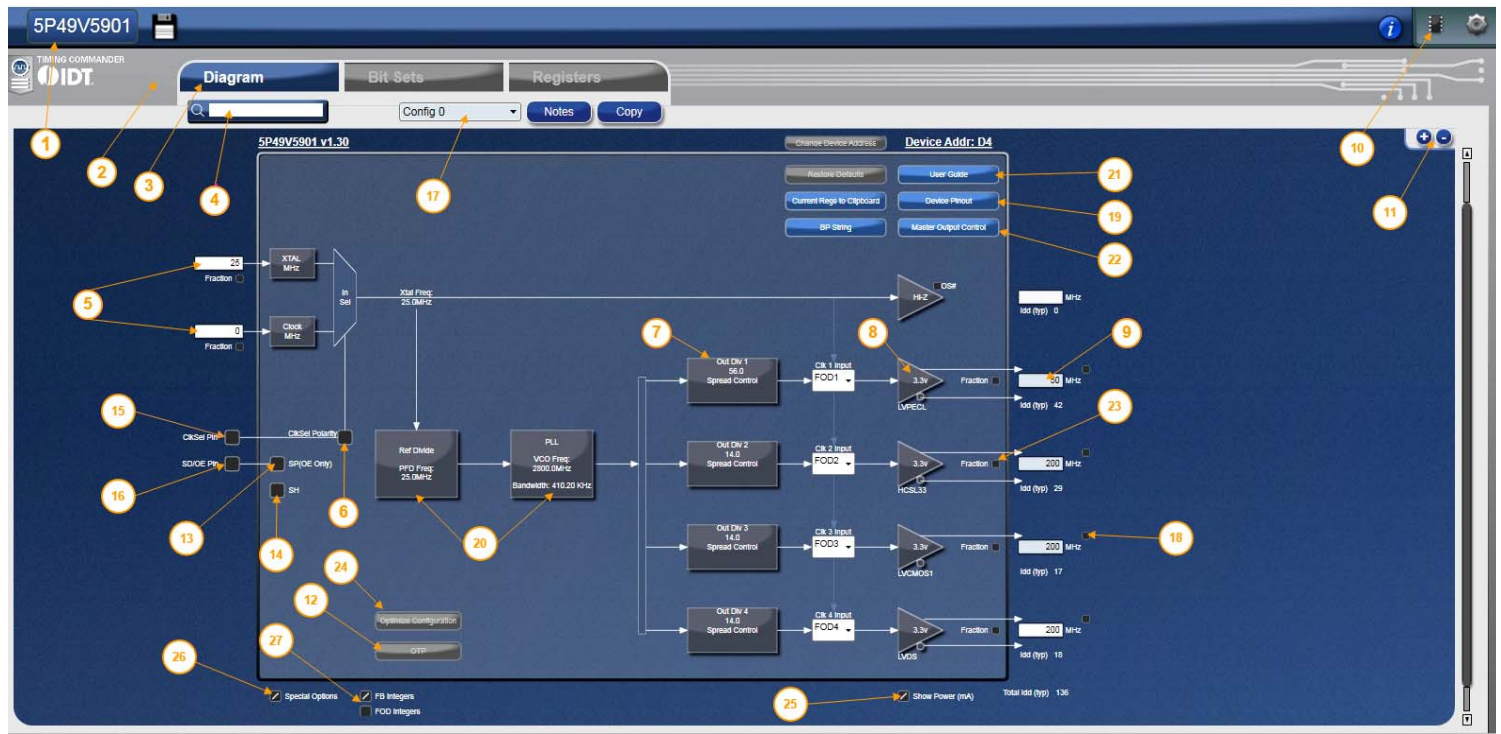 5P49V5901
i
TIMING COMMANDER
IDT.
Diagram
Bit Sets
Registers
Config 0
Notes
Copy
1
2
3
4
17
10
11
5P49V5901 v1.30
Change Device Address
Device Addr: D4
Restore Defaults
User Guide
21
Current Regs to Clipboard
Device Pinout
19
BP String
Master Output Control
22
25
XTAL
MHz
Fraction
5
In
Sel
Xtal Freq:
25.0MHz
HI-Z
OS#
MHz
Idd (typ) 0
0
Clock
MHz
Fraction
7
8
9
Out Div 1
56.0
Spread Control
Clk 1 Input
FOD1
3.3v
LVPECL
Fraction
50 MHz
Idd (typ) 42
15
23
ClkSel Pin
ClkSel Polarity
SD/OE Pin
SP(OE Only)
SH
16
13
14
6
Ref Divide
PFD Freq:
25.0MHz
PLL
VCO Freq:
2800.0MHz
Bandwidth: 410.20 KHz
20
Out Div 2
14.0
Spread Control
Clk 2 Input
FOD2
3.3v
HCSL33
Fraction
200 MHz
Idd (typ) 29
Out Div 3
14.0
Spread Control
Clk 3 Input
FOD3
3.3v
LVCMOS1
Fraction
200 MHz
18
Idd (typ) 17
24
12
Optimize Configuration
OTP
Out Div 4
14.0
Spread Control
Clk 4 Input
FOD4
3.3v
LVDS
Fraction
200 MHz
Idd (typ) 18
27
26
Special Options
FB Integers
FOD Integers
25
Show Power (mA)
Total Idd (typ) 136